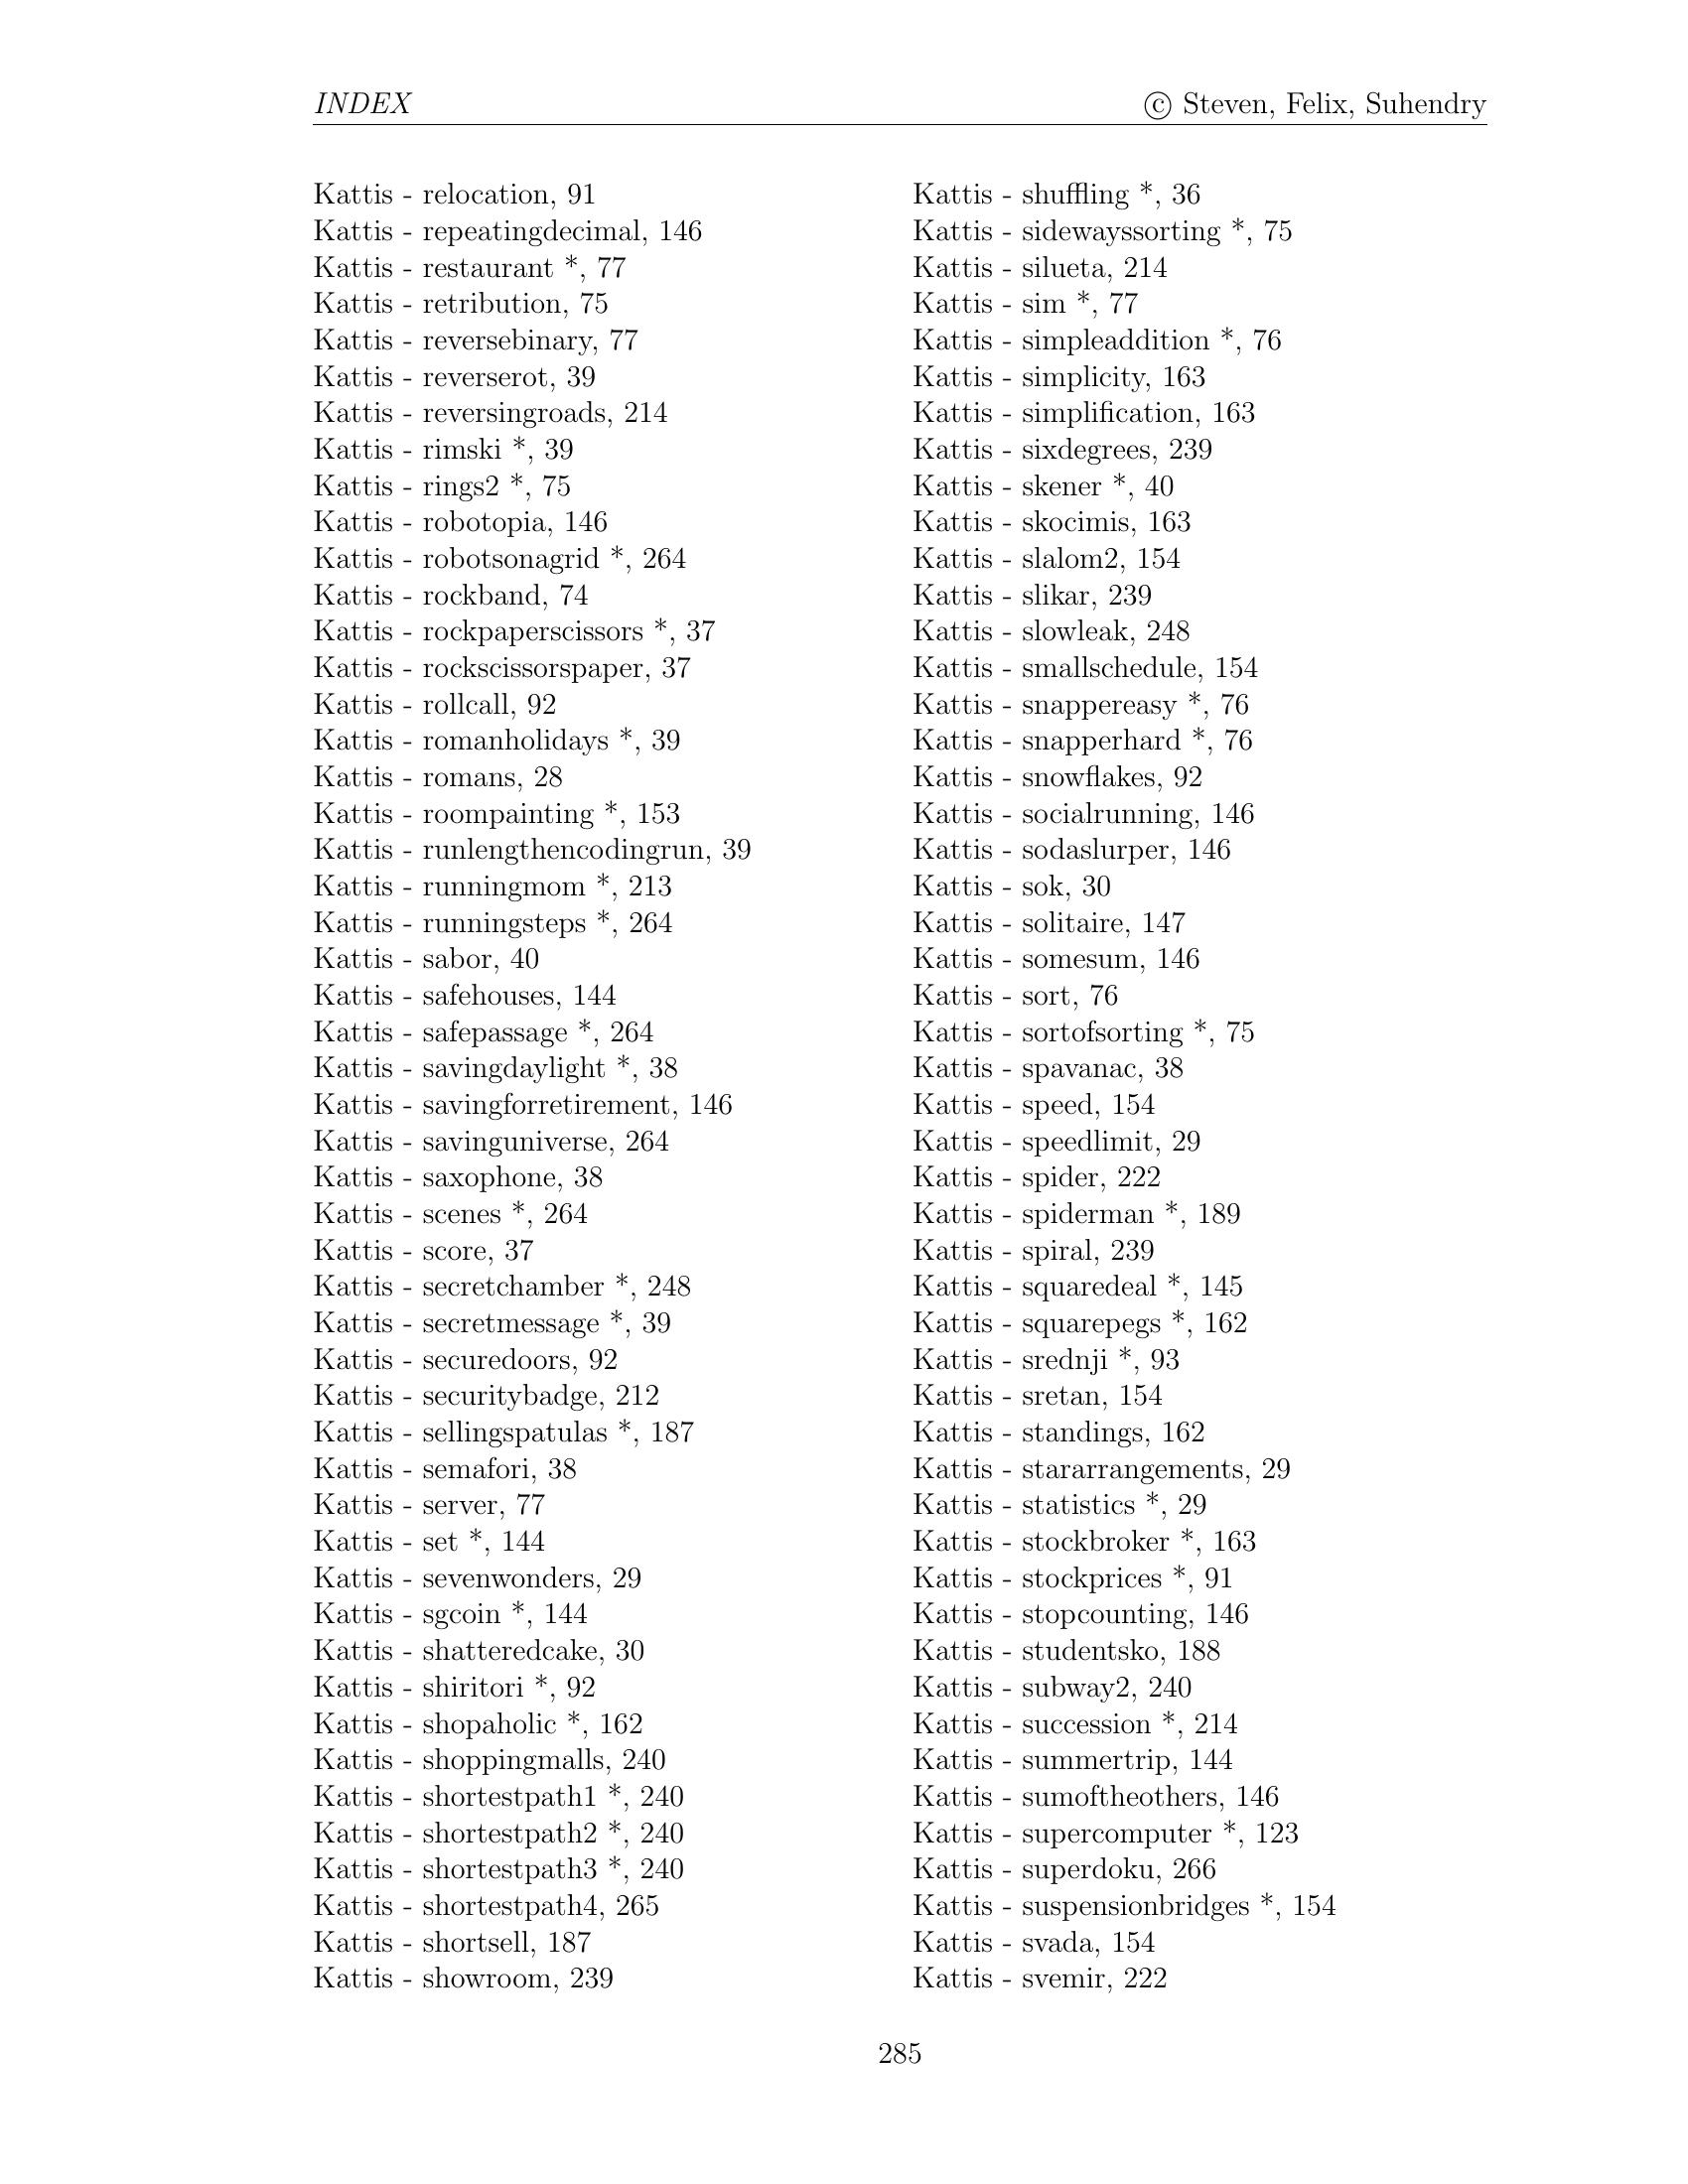 INDEX © Steven, Felix, Suhendry
Kattis - relocation, 91
Kattis - repeatingdecimal, 146
Kattis - restaurant *, 77
Kattis - retribution, 75
Kattis - reversebinary, 77
Kattis - reverserot, 39
Kattis - reversingroads, 214
Kattis - rimski *, 39
Kattis - rings2 *, 75
Kattis - robotopia, 146
Kattis - robotsonagrid *, 264
Kattis - rockband, 74
Kattis - rockpaperscissors *, 37
Kattis - rockscissorspaper, 37
Kattis - rollcall, 92
Kattis - romanholidays *, 39
Kattis - romans, 28
Kattis - roompainting *, 153
Kattis - runlengthencodingrun, 39
Kattis - runningmom *, 213
Kattis - runningsteps *, 264
Kattis - sabor, 40
Kattis - safehouses, 144
Kattis - safepassage *, 264
Kattis - savingdaylight *, 38
Kattis - savingforretirement, 146
Kattis - savinguniverse, 264
Kattis - saxophone, 38
Kattis - scenes *, 264
Kattis - score, 37
Kattis - secretchamber *, 248
Kattis - secretmessage *, 39
Kattis - securedoors, 92
Kattis - securitybadge, 212
Kattis - sellingspatulas *, 187
Kattis - semafori, 38
Kattis - server, 77
Kattis - set *, 144
Kattis - sevenwonders, 29
Kattis - sgcoin *, 144
Kattis - shatteredcake, 30
Kattis - shiritori *, 92
Kattis - shopaholic *, 162
Kattis - shoppingmalls, 240
Kattis - shortestpath1 *, 240
Kattis - shortestpath2 *, 240
Kattis - shortestpath3 *, 240
Kattis - shortestpath4, 265
Kattis - shortsell, 187
Kattis - showroom, 239
Kattis - shuffling *, 36
Kattis - sidewayssorting *, 75
Kattis - silueta, 214
Kattis - sim *, 77
Kattis - simpleaddition *, 76
Kattis - simplicity, 163
Kattis - simplification, 163
Kattis - sixdegrees, 239
Kattis - skener *, 40
Kattis - skocimis, 163
Kattis - slalom2, 154
Kattis - slikar, 239
Kattis - slowleak, 248
Kattis - smallschedule, 154
Kattis - snappereasy *, 76
Kattis - snapperhard *, 76
Kattis - snowflakes, 92
Kattis - socialrunning, 146
Kattis - sodaslurper, 146
Kattis - sok, 30
Kattis - solitaire, 147
Kattis - somesum, 146
Kattis - sort, 76
Kattis - sortofsorting *, 75
Kattis - spavanac, 38
Kattis - speed, 154
Kattis - speedlimit, 29
Kattis - spider, 222
Kattis - spiderman *, 189
Kattis - spiral, 239
Kattis - squaredeal *, 145
Kattis - squarepegs *, 162
Kattis - srednji *, 93
Kattis - sretan, 154
Kattis - standings, 162
Kattis - stararrangements, 29
Kattis - statistics *, 29
Kattis - stockbroker *, 163
Kattis - stockprices *, 91
Kattis - stopcounting, 146
Kattis - studentsko, 188
Kattis - subway2, 240
Kattis - succession *, 214
Kattis - summertrip, 144
Kattis - sumoftheothers, 146
Kattis - supercomputer *, 123
Kattis - superdoku, 266
Kattis - suspensionbridges *, 154
Kattis - svada, 154
Kattis - svemir, 222
285